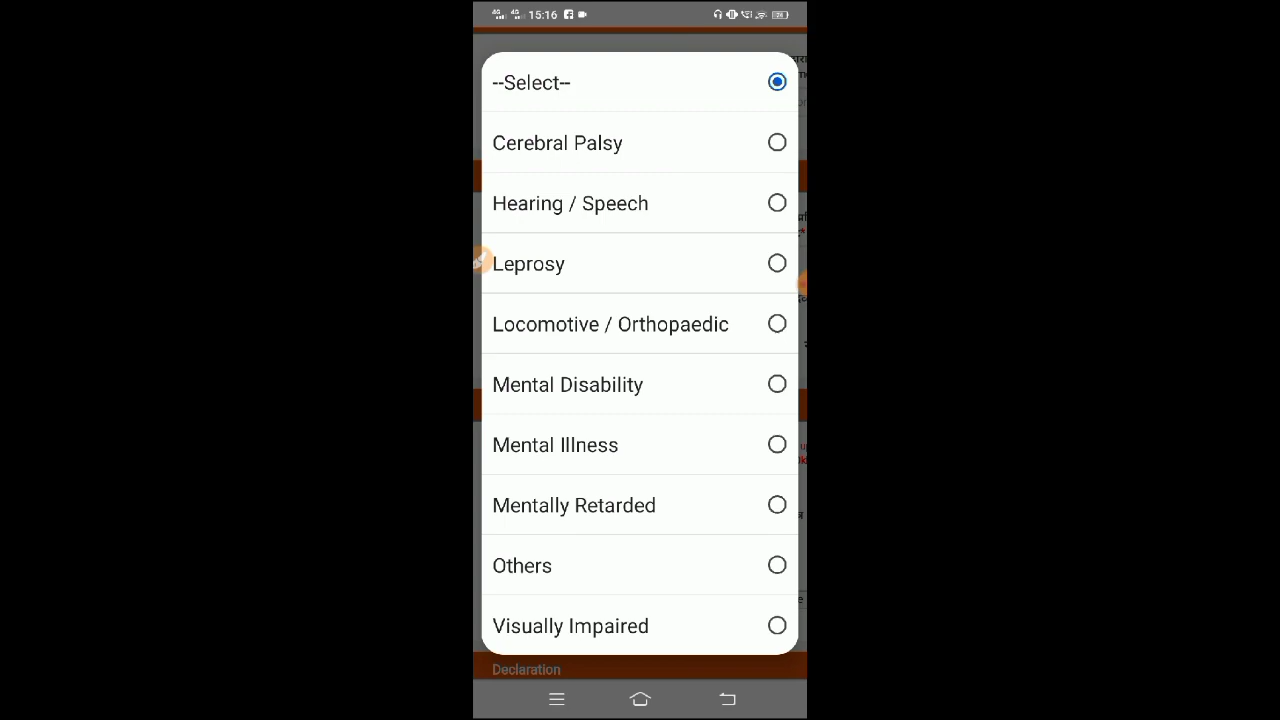 15:16
--Select--
Cerebral Palsy
Hearing / Speech
Leprosy
Locomotive / Orthopaedic
Mental Disability
Mental Illness
Mentally Retarded
Others
Visually Impaired
Declaration